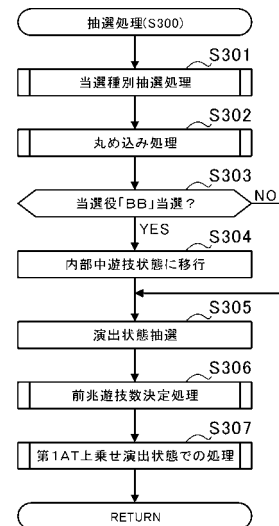 抽選処理(S300)
S301
当選種別抽選処理
S302
丸め込み処理
S303
当選役「BB」当選？
NO
YES
S304
内部中遊技状態に移行
S305
演出状態抽選
S306
前兆遊技数決定処理
S307
第1AT上乗せ演出状態での処理
RETURN